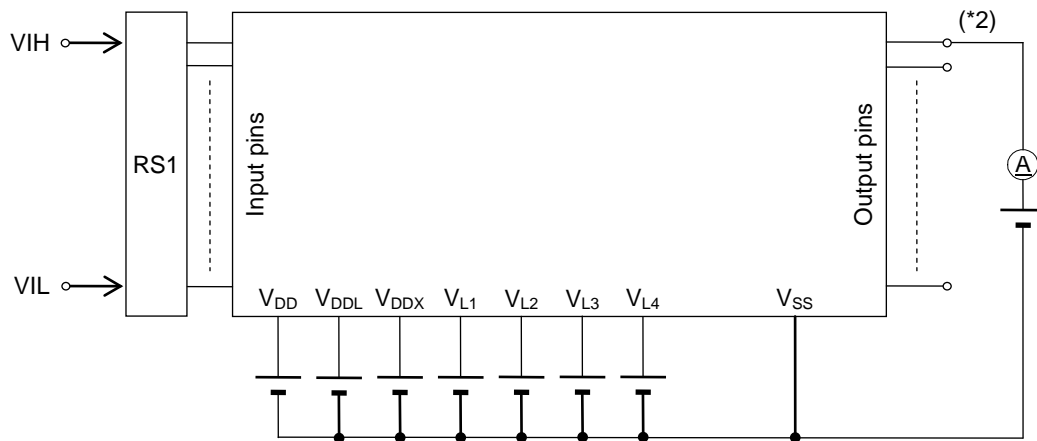 VIH
(*2)
RS1
Input pins
Output pins
A
VIL
VDD
VDDL
VDDX
VL1
VL2
VL3
VL4
VSS